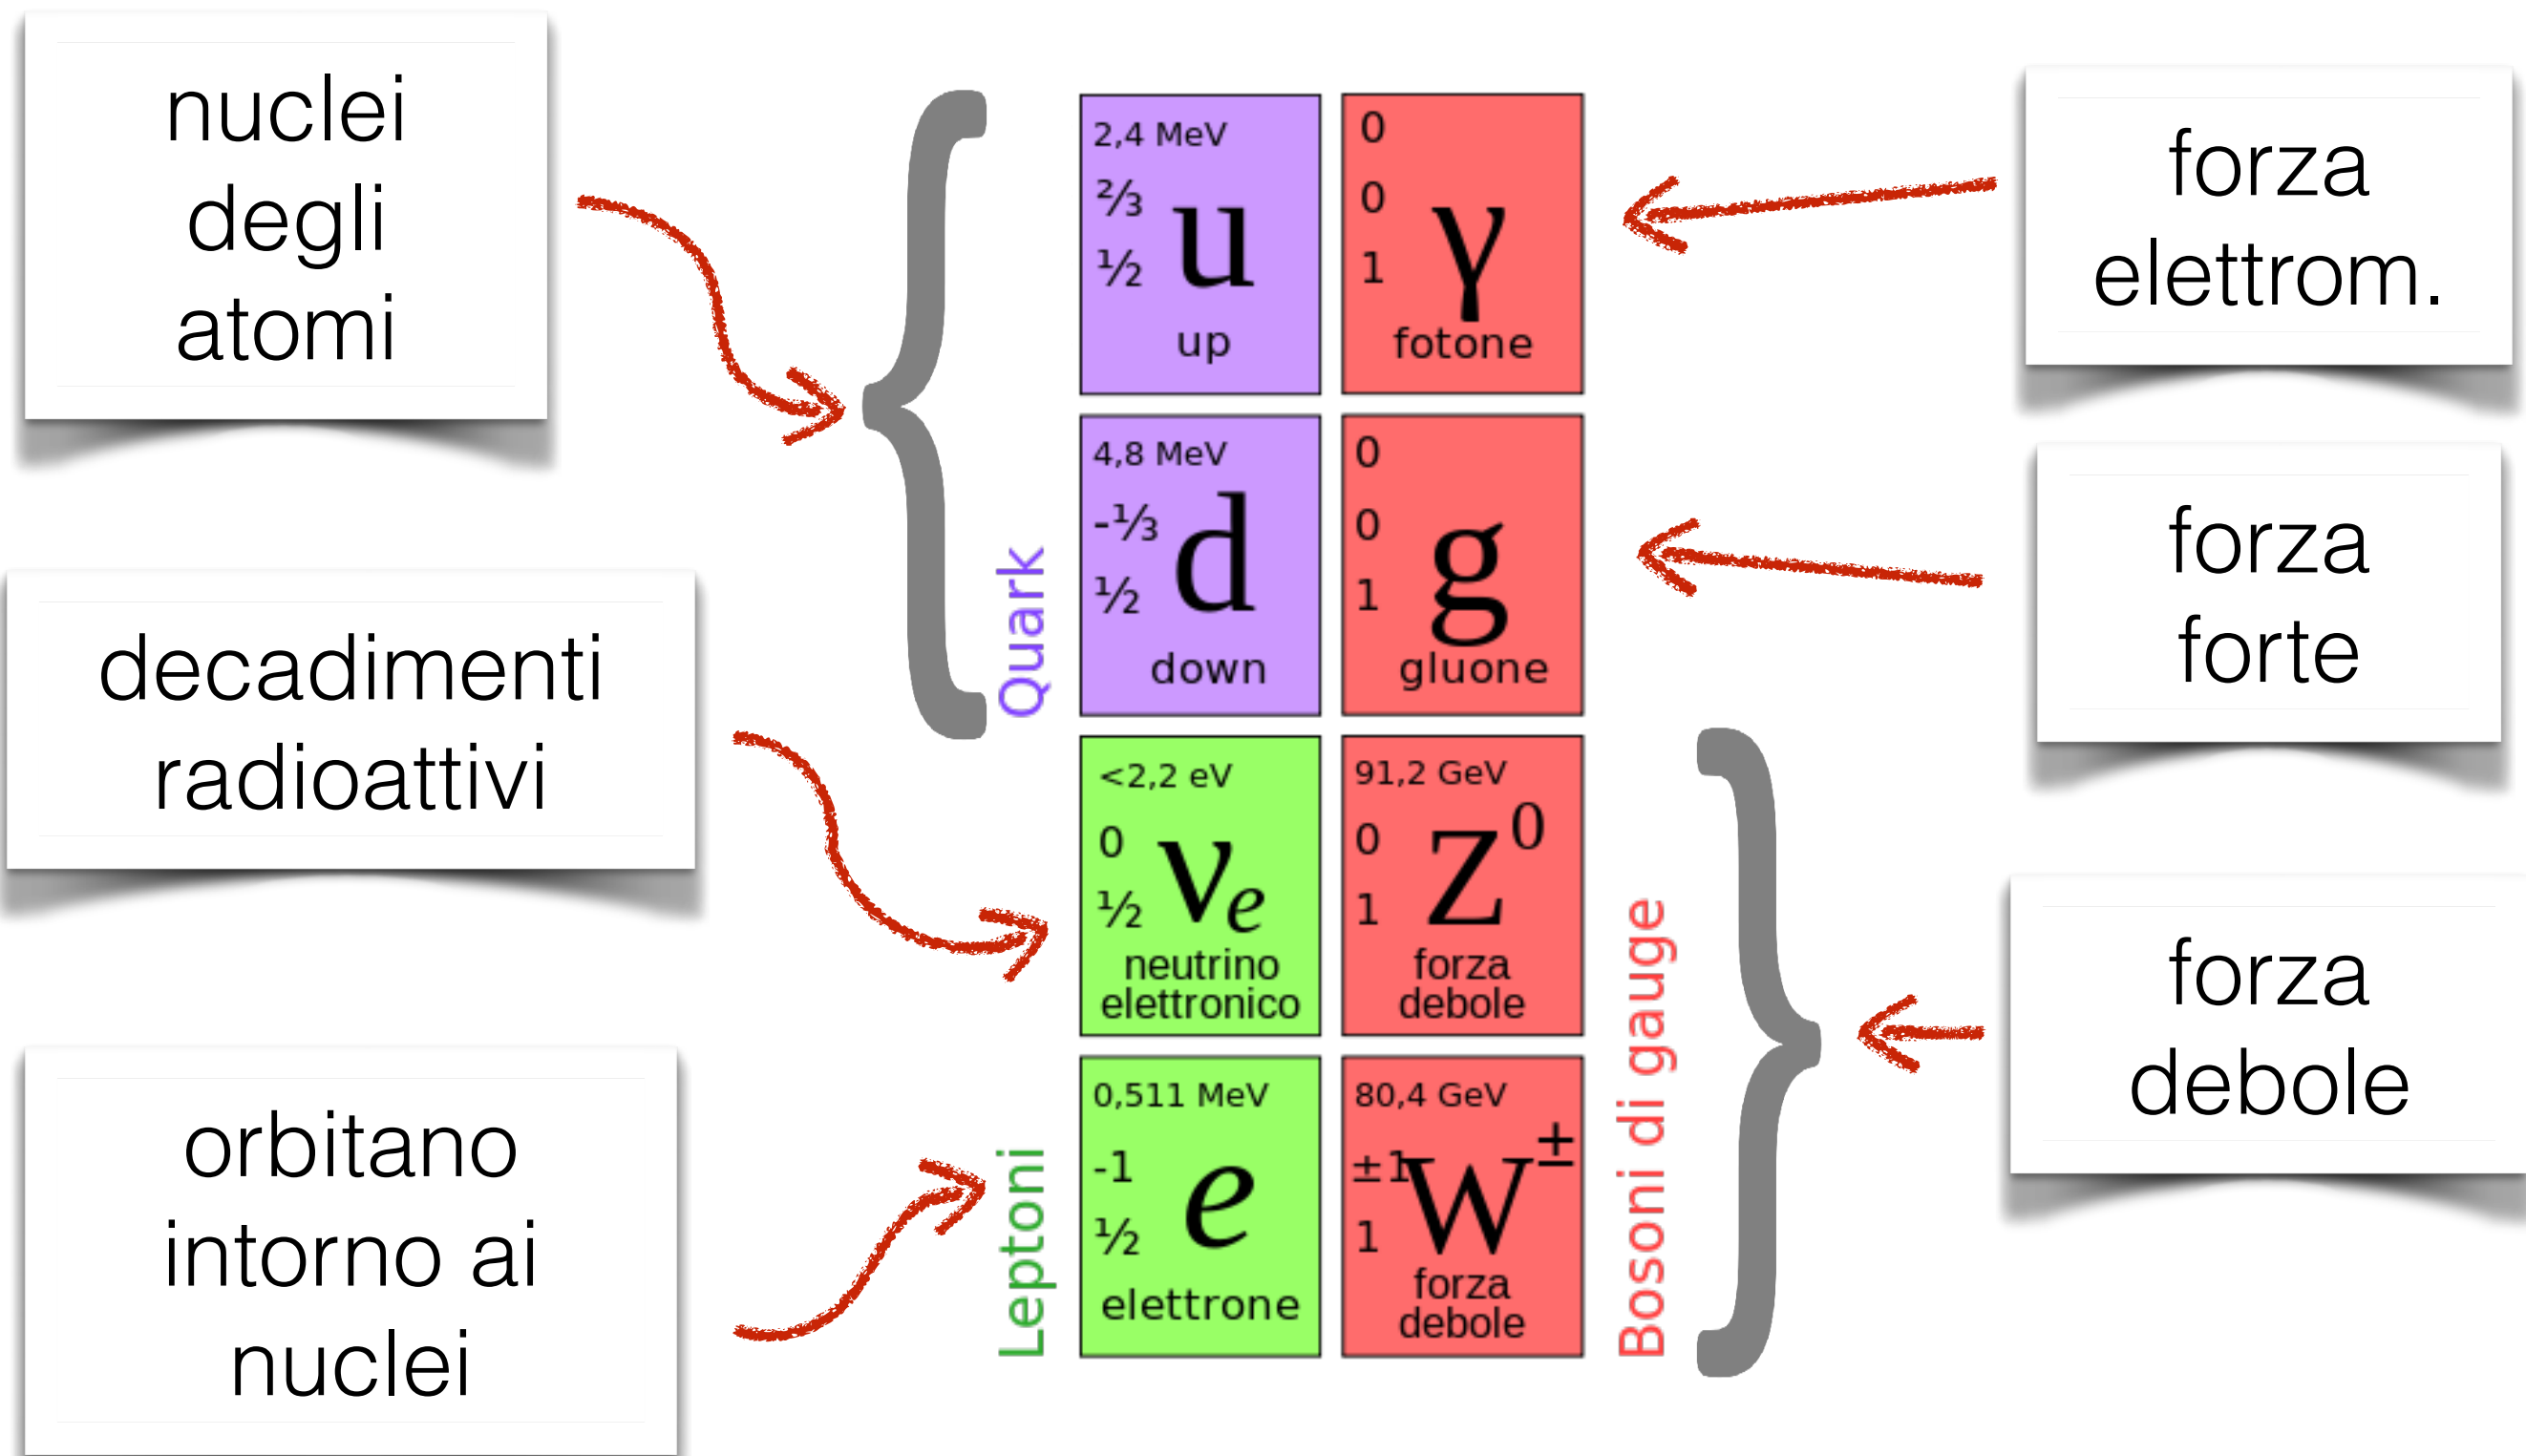 nuclei
degli
atomi
decadimenti
radioattivi
orbitano
intorno ai
nuclei
Quark
Leptoni
2,4 MeV
⅔
½
u
up
0
0
1
γ
fotone
4,8 MeV
-⅓
½
d
down
0
0
1
g
gluone
<2,2 eV
0
½
νe
neutrino
elettronico
91,2 GeV
0
1
Z⁰
forza
debole
0,511 MeV
-1
½
e
elettrone
80,4 GeV
±1
1
W±
forza
debole
Bosoni di gauge
forza
elettrom.
forza
forte
forza
debole